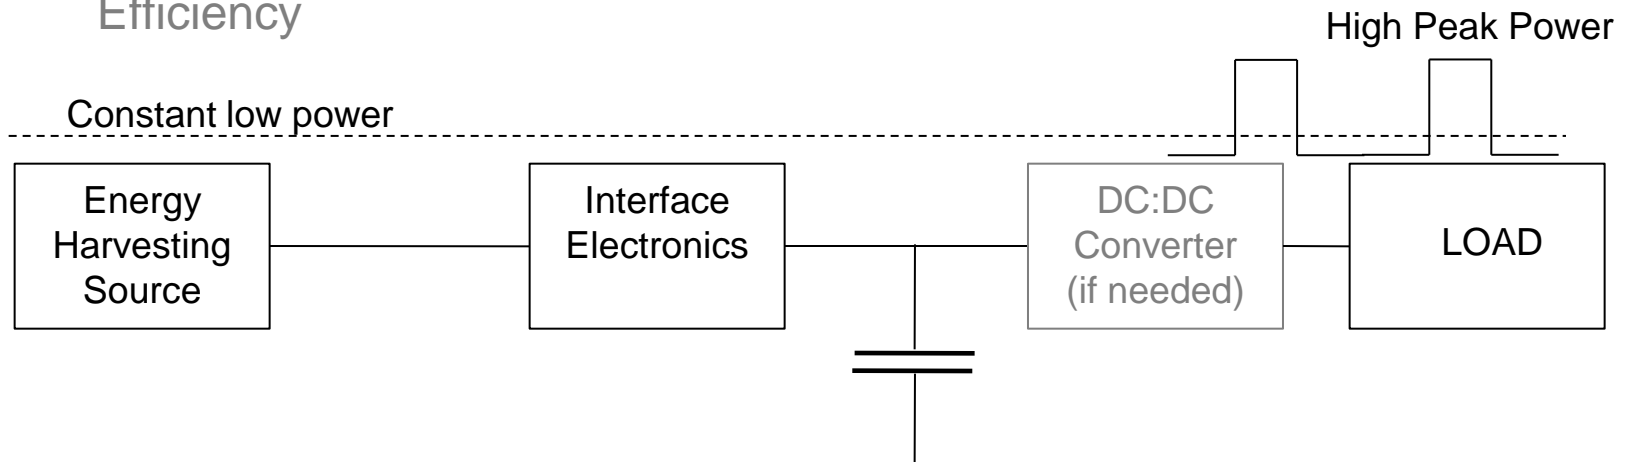 Efficiency
High Peak Power
Constant low power
Energy
Harvesting
Source
Interface
Electronics
DC:DC
Converter
(if needed)
LOAD